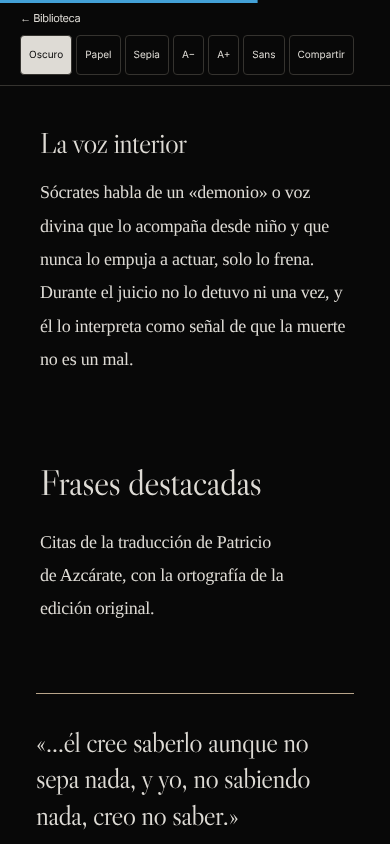 ← Biblioteca
Oscuro Papel Sepia A− A+ Sans Compartir
La voz interior
Sócrates habla de un «demonio» o voz
divina que lo acompaña desde niño y que
nunca lo empuja a actuar, solo lo frena.
Durante el juicio no lo detuvo ni una vez, y
él lo interpreta como señal de que la muerte
no es un mal.
Frases destacadas
Citas de la traducción de Patricio
de Azcárate, con la ortografía de la
edición original.
«...él cree saberlo aunque no
sepa nada, y yo, no sabiendo
nada, creo no saber.»